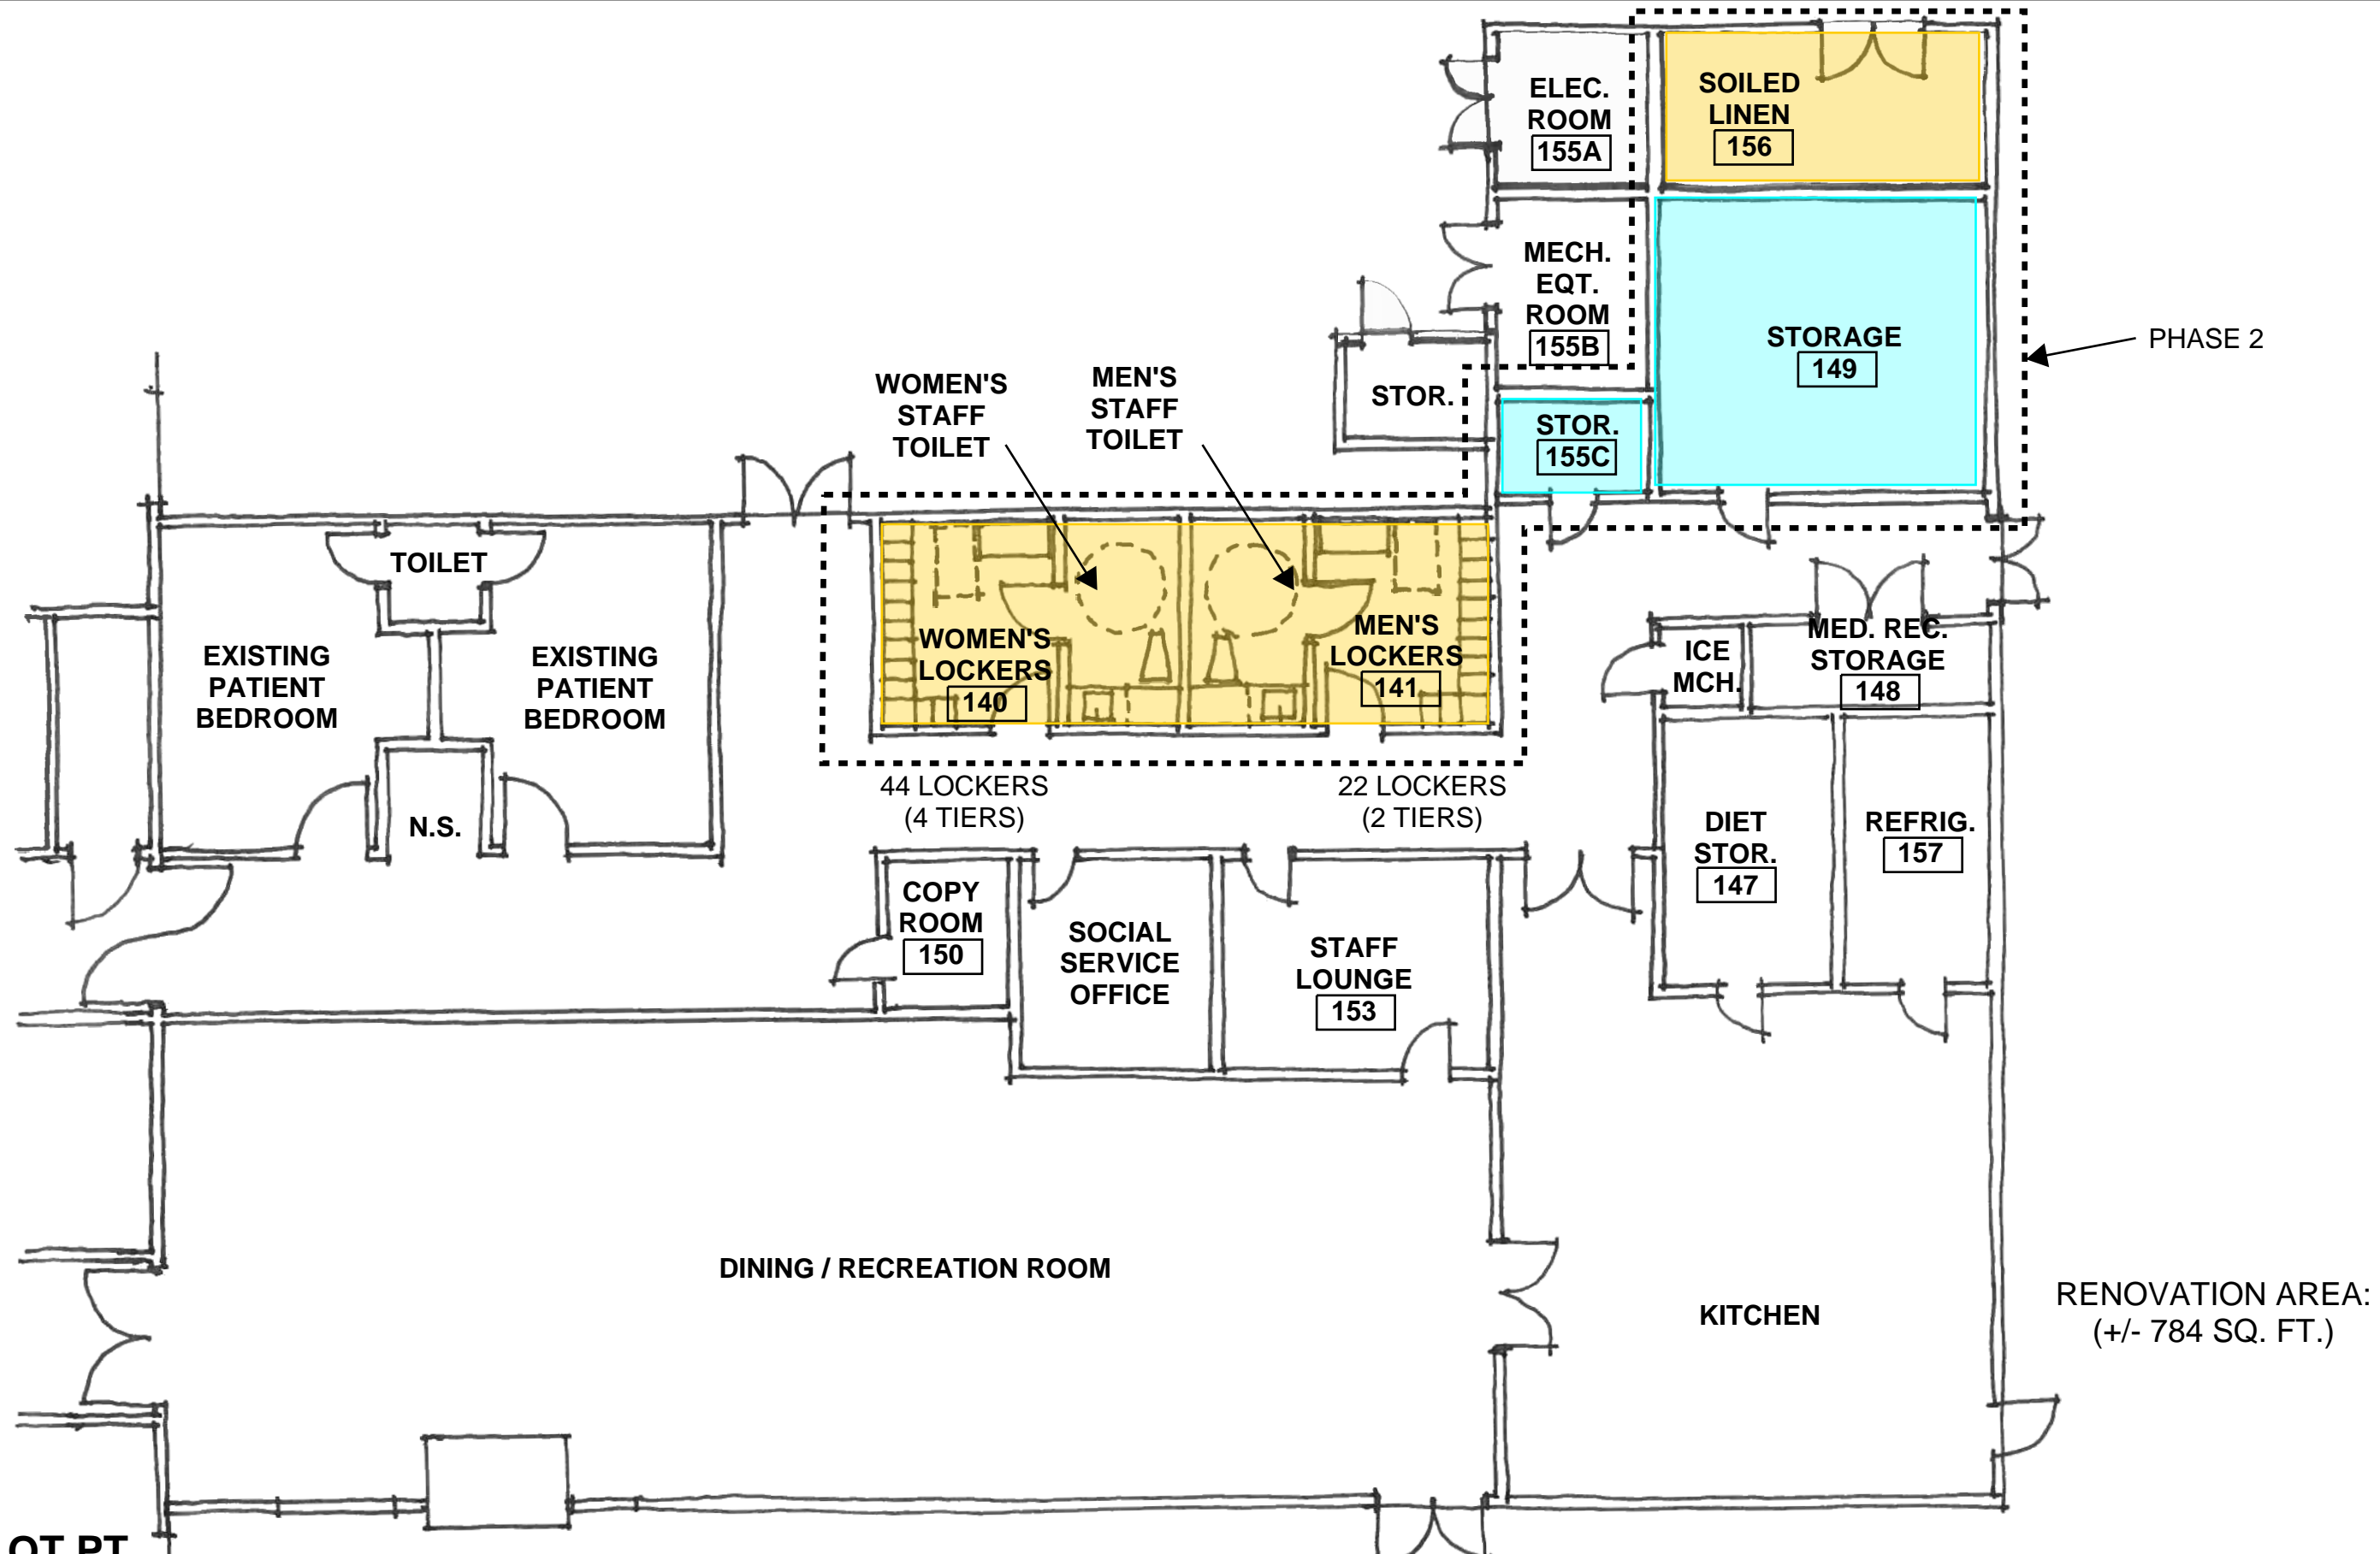 ELEC.
ROOM
155A
SOILED
LINEN
156
MECH.
EQT.
ROOM
155B
STORAGE
149
PHASE 2
WOMEN'S
STAFF
TOILET
MEN'S
STAFF
TOILET
STOR.
STOR.
155C
TOILET
EXISTING
PATIENT
BEDROOM
EXISTING
PATIENT
BEDROOM
WOMEN'S
LOCKERS
140
MEN'S
LOCKERS
141
ICE
MCH.
MED. REC.
STORAGE
148
44 LOCKERS
(4 TIERS)
22 LOCKERS
(2 TIERS)
N.S.
DIET
STOR.
147
REFRIG.
157
COPY
ROOM
150
SOCIAL
SERVICE
OFFICE
STAFF
LOUNGE
153
DINING / RECREATION ROOM
KITCHEN
RENOVATION AREA:
(+/- 784 SQ. FT.)
OT PT